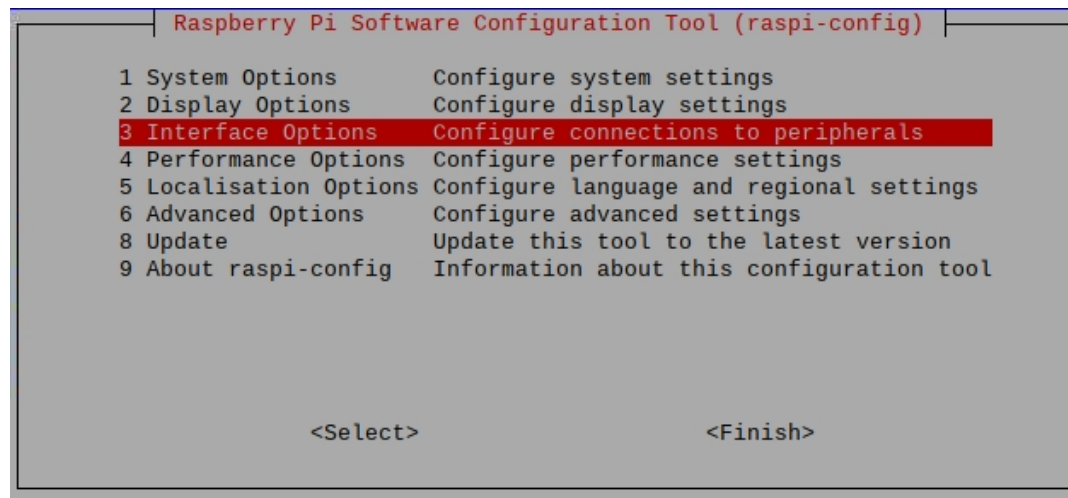 Raspberry Pi Software Configuration Tool (raspi-config)
1 System Options Configure system settings
2 Display Options Configure display settings
3 Interface Options Configure connections to peripherals
4 Performance Options Configure performance settings
5 Localisation Options Configure language and regional settings
6 Advanced Options Configure advanced settings
8 Update Update this tool to the latest version
9 About raspi-config Information about this configuration tool
<Select> <Finish>